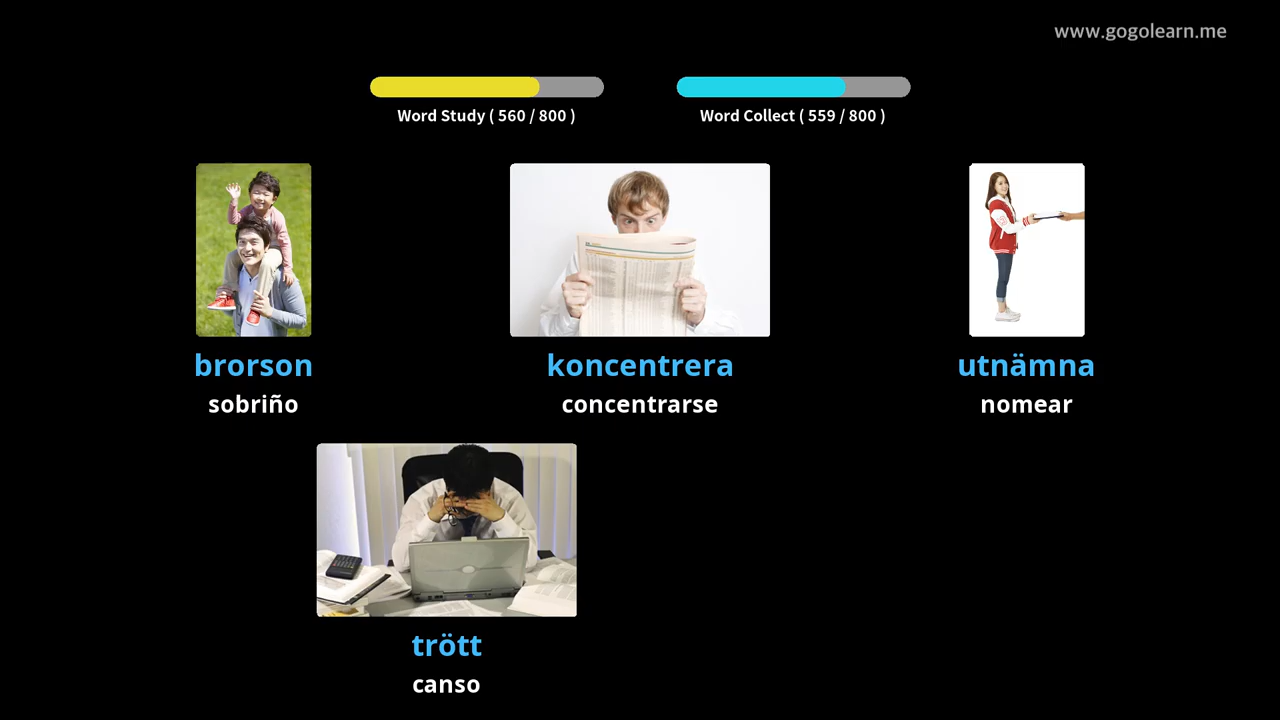 www.gogolearn.me
Word Study ( 560 / 800 )
Word Collect ( 559 / 800 )
brorson
sobriño
koncentrera
concentrarse
utnämna
nomear
trött
canso